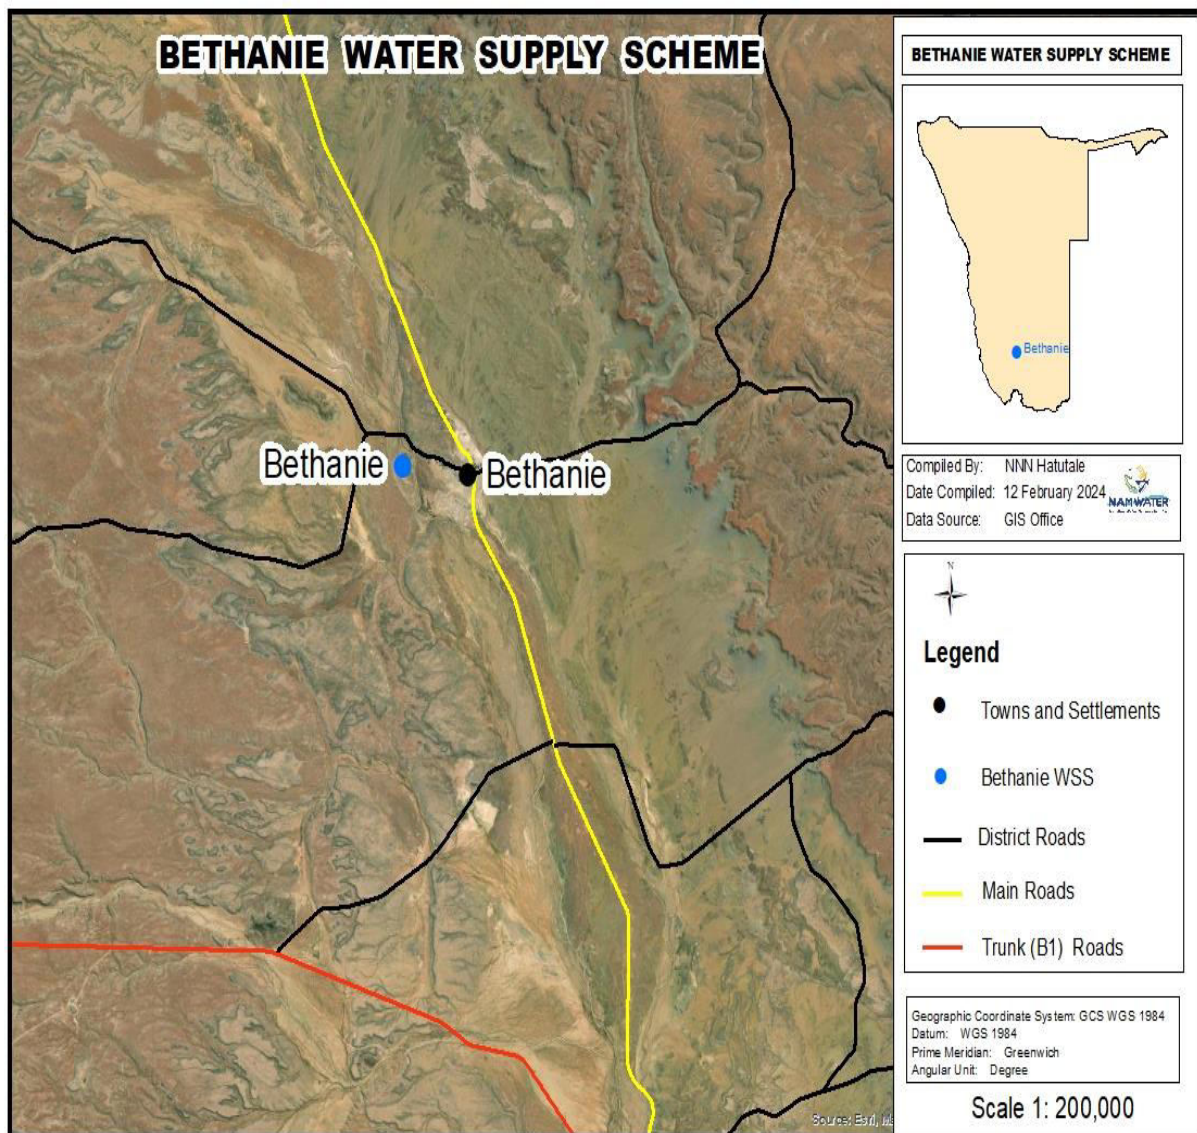 BETHANIE WATER SUPPLY SCHEME
Bethanie
Bethanie
Source: Esri,
BETHANIE WATER SUPPLY SCHEME
Bethanie
Compiled By: NNN Hatutale
Date Compiled: 12 February 2024
Data Source: GIS Office
NAMWATER
N
Legend
Towns and Settlements
Bethanie WSS
District Roads
Main Roads
Trunk (B1) Roads
Geographic Coordinate System: GCS WGS 1984
Datum: WGS 1984
Prime Meridian: Greenwich
Angular Unit: Degree
Scale 1: 200,000